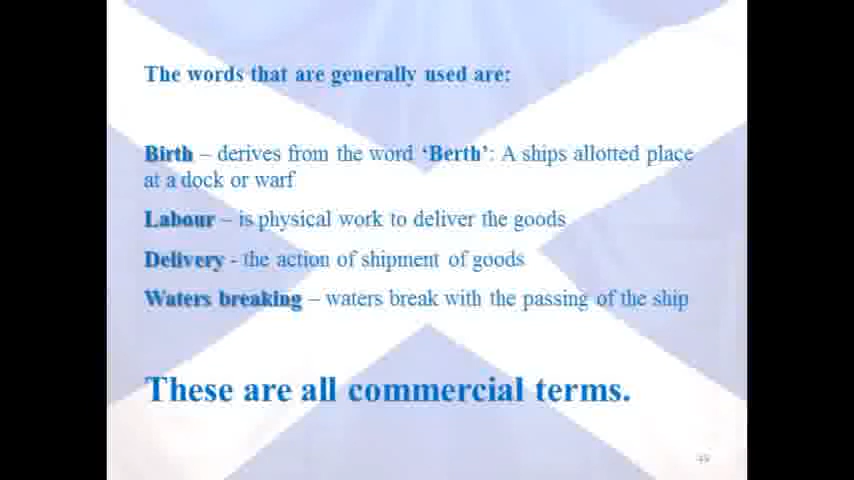 The words that are generally used are:
Birth – derives from the word ‘Berth’: A ships allotted place
at a dock or warf
Labour – is physical work to deliver the goods
Delivery - the action of shipment of goods
Waters breaking – waters break with the passing of the ship
These are all commercial terms.